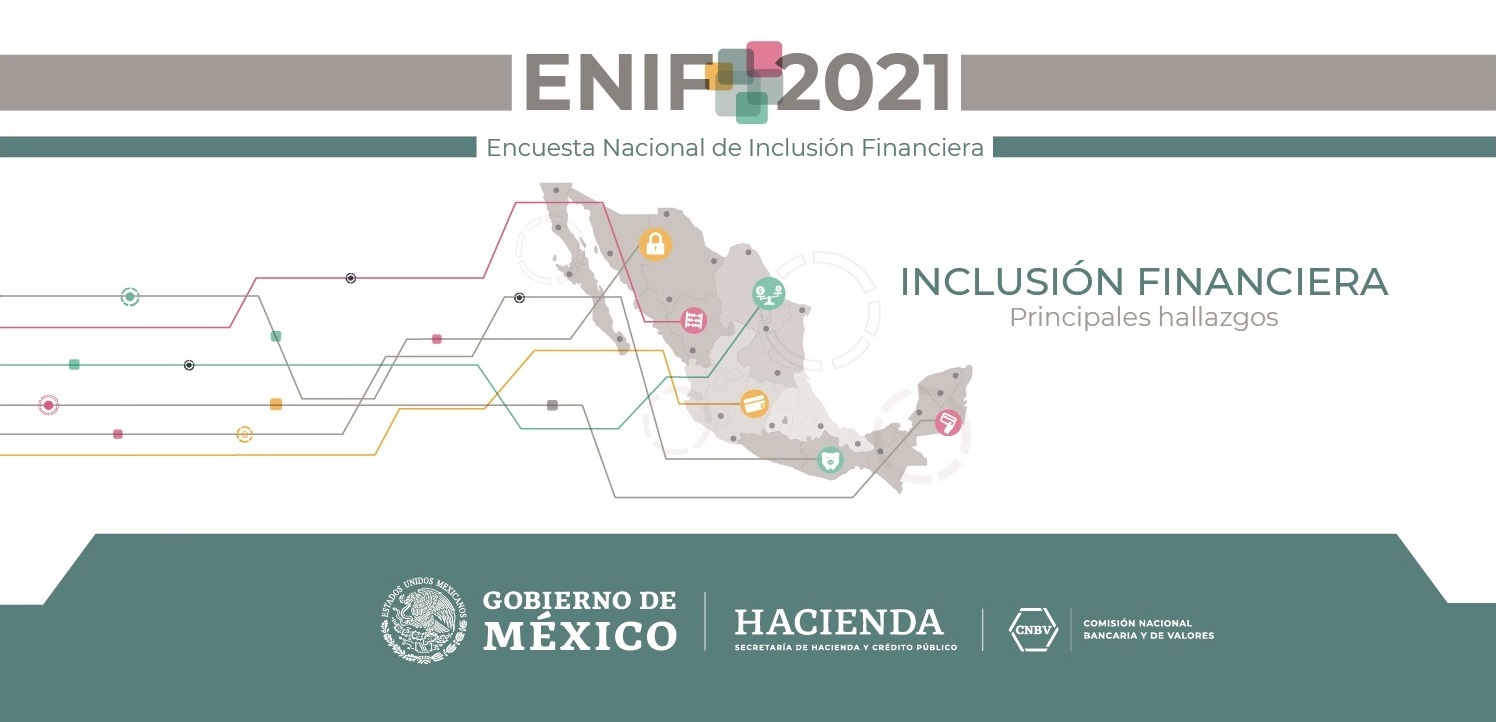 ENIF 2021
Encuesta Nacional de Inclusión Financiera
INCLUSIÓN FINANCIERA
Principales hallazgos
ESTADOS UNIDOS MEXICANOS
GOBIERNO DE
MÉXICO
HACIENDA
SECRETARÍA DE HACIENDA Y CRÉDITO PÚBLICO
CNBV
COMISIÓN NACIONAL
BANCARIA Y DE VALORES